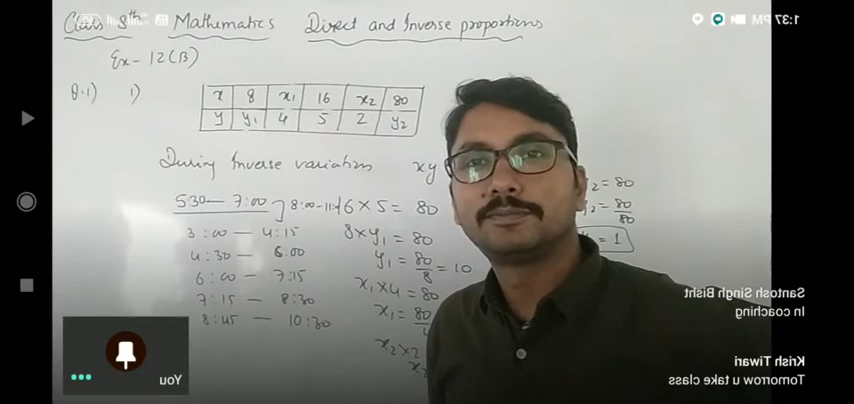 Class 8th Mathematics Direct and Inverse proportions
1:37 PM
Ex- 12(B)
Q.1) 1)
x 8 x₁ 16 x₂ 80
y y₁ 4 5 2 y₂
During Inverse variation xy
5:30 — 7:00 8:00-11:
16 × 5 = 80
3:00 — 4:15
8×y₁ = 80
4:30 — 6:00
y₁ = 80/8 = 10
6:00 — 7:15
x₁×4 = 80
7:15 — 8:30
x₁ = 80/4
8:45 — 10:30
x₂×2
2 = 80
2 = 80/80
= 1
Santosh Singh Bisht
In coaching
Krish Tiwari
Tomorrow u take class
You